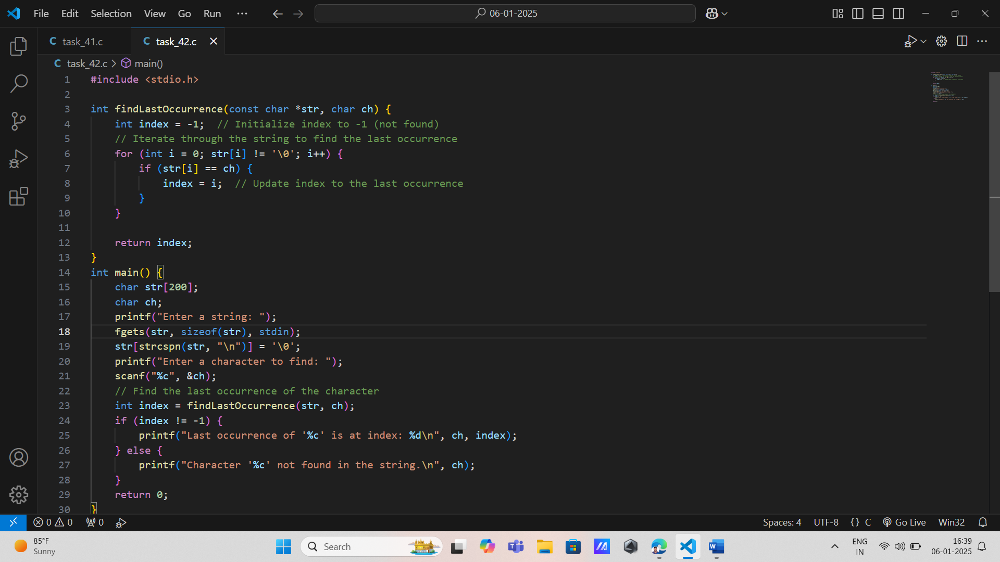 File Edit Selection View Go Run ··· 06-01-2025
C task_41.c C task_42.c
C task_42.c > main()
1 #include <stdio.h>
2
3 int findLastOccurrence(const char *str, char ch) {
4     int index = -1;  // Initialize index to -1 (not found)
5     // Iterate through the string to find the last occurrence
6     for (int i = 0; str[i] != '\0'; i++) {
7         if (str[i] == ch) {
8             index = i;  // Update index to the last occurrence
9         }
10     }
11
12     return index;
13 }
14 int main() {
15     char str[200];
16     char ch;
17     printf("Enter a string: ");
18     fgets(str, sizeof(str), stdin);
19     str[strcspn(str, "\n")] = '\0';
20     printf("Enter a character to find: ");
21     scanf("%c", &ch);
22     // Find the last occurrence of the character
23     int index = findLastOccurrence(str, ch);
24     if (index != -1) {
25         printf("Last occurrence of '%c' is at index: %d\n", ch, index);
26     } else {
27         printf("Character '%c' not found in the string.\n", ch);
28     }
29     return 0;
30 }
0 0 0 Spaces: 4 UTF-8 {} C Go Live Win32
85°F
Sunny
Search
ENG
IN
16:39
06-01-2025